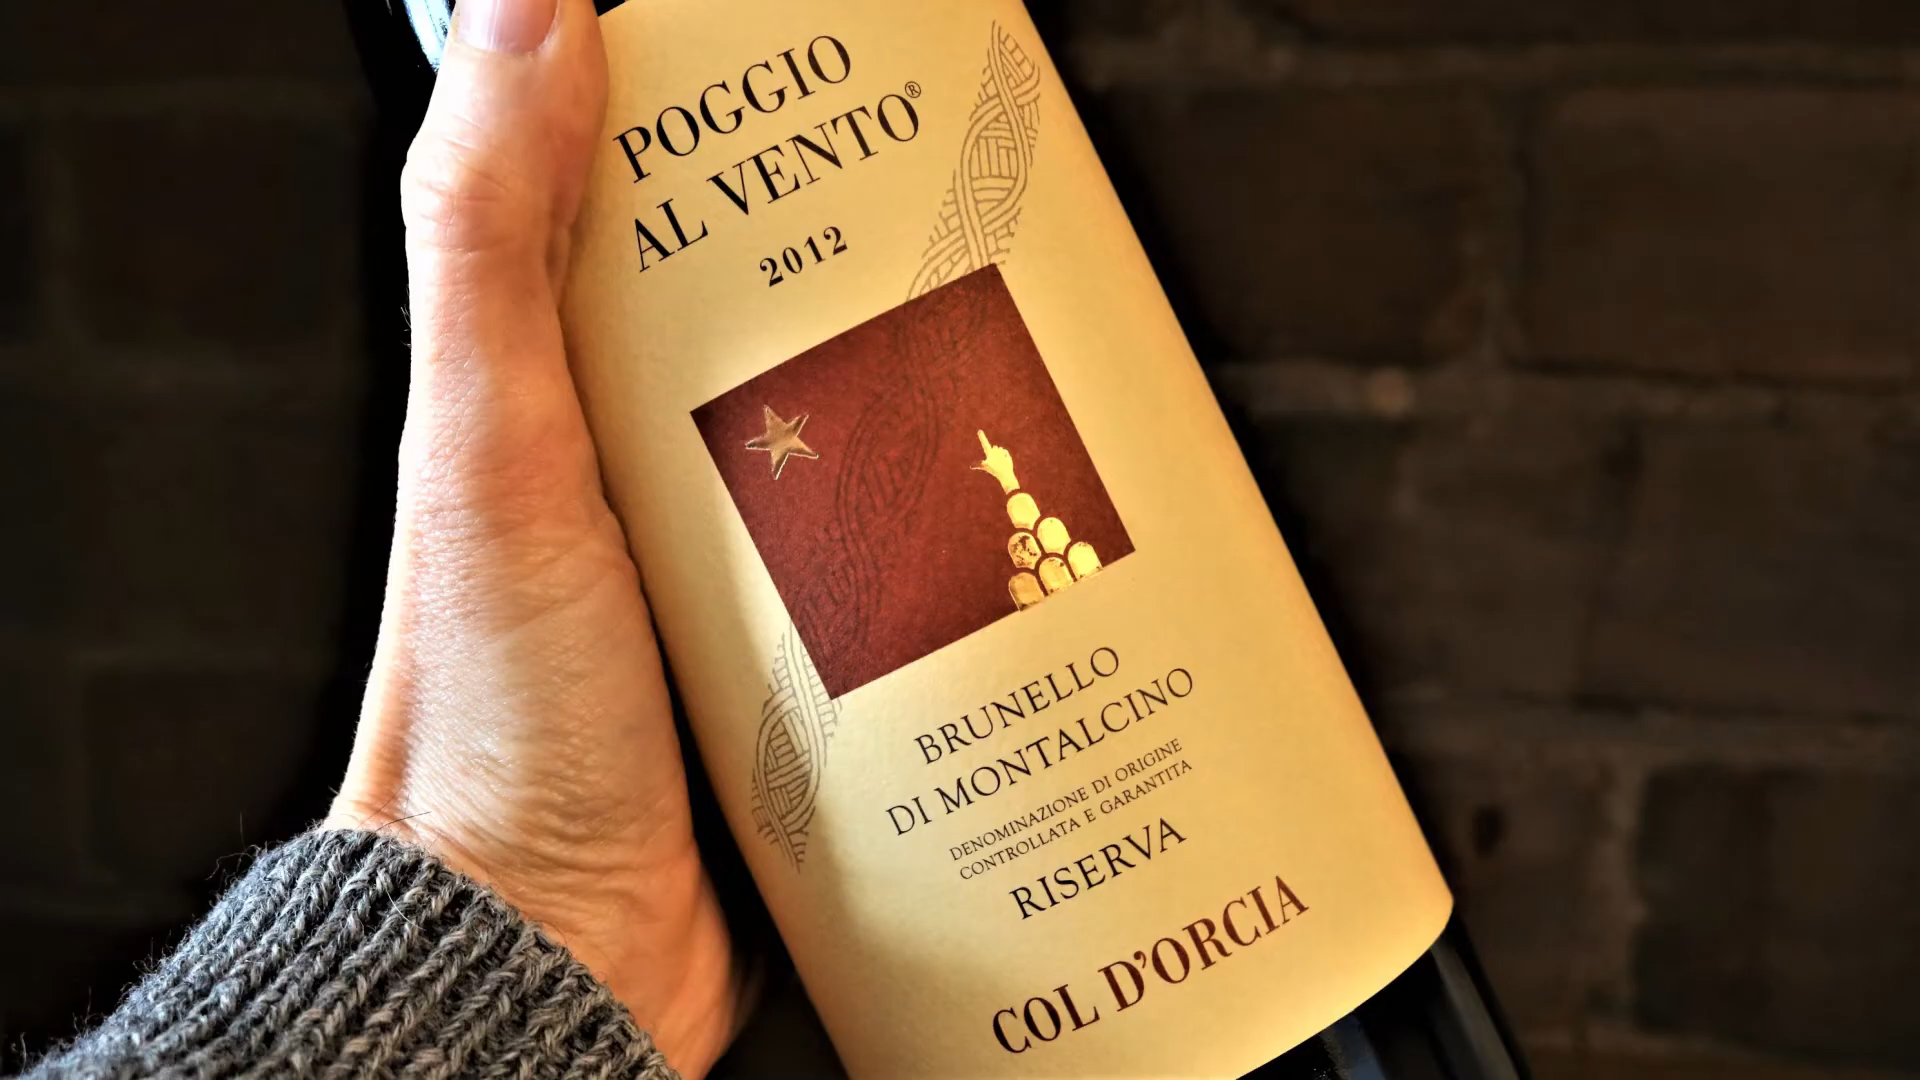 POGGIO
AL VENTO®
2012
BRUNELLO
DI MONTALCINO
DENOMINAZIONE DI ORIGINE
CONTROLLATA E GARANTITA
RISERVA
COL D'ORCIA